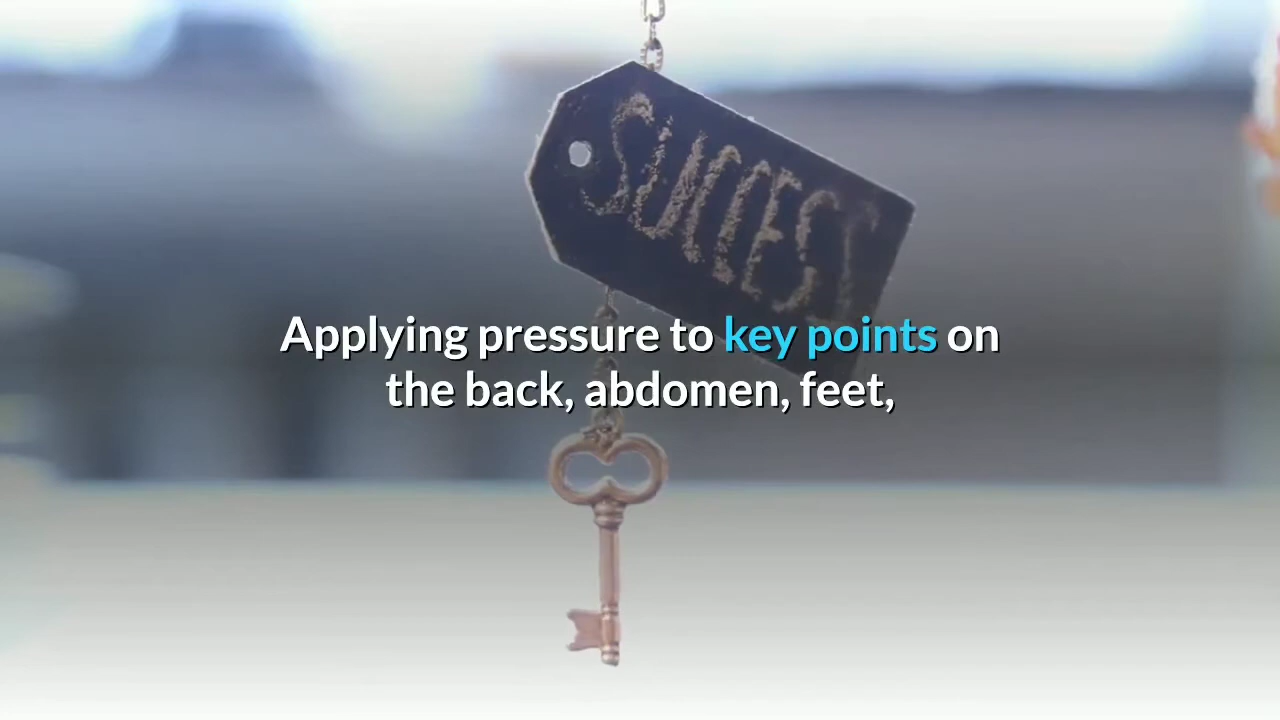 SUCCESS
Applying pressure to key points on
the back, abdomen, feet,